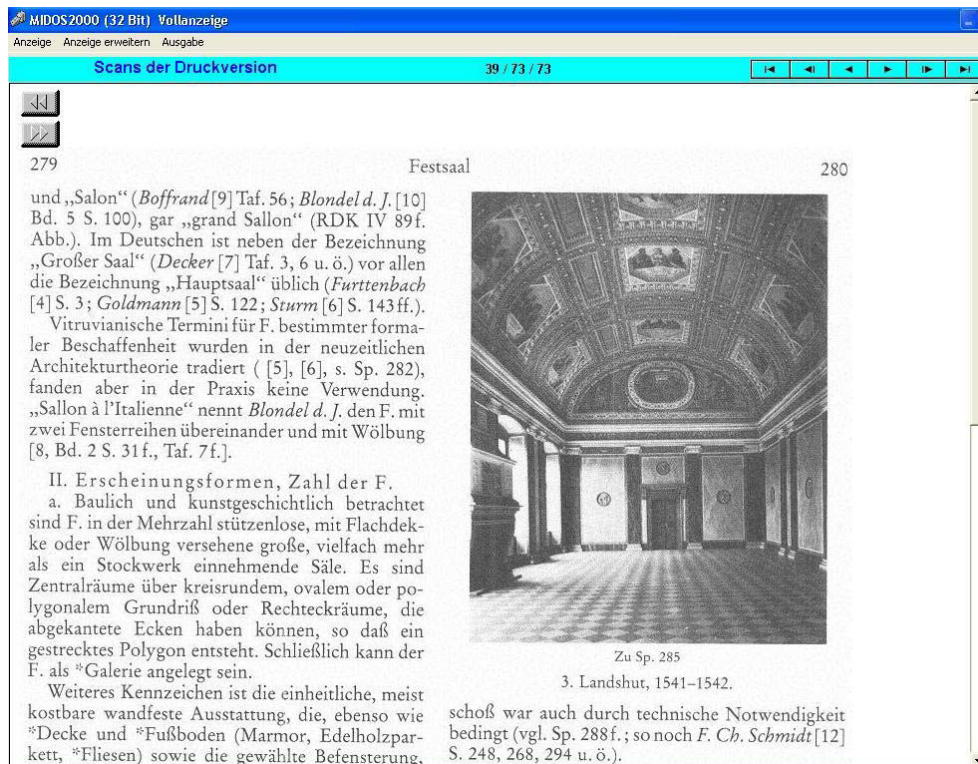 MIDOS2000 (32 Bit) Vollanzeige
Anzeige Anzeige erweitern Ausgabe
Scans der Druckversion 39 / 73 / 73
279 Festsaal 280
und „Salon“ (Boffrand [9] Taf. 56; Blondel d. J. [10]
Bd. 5 S. 100), gar „grand Sallon“ (RDK IV 89f.
Abb.). Im Deutschen ist neben der Bezeichnung
„Großer Saal“ (Decker [7] Taf. 3, 6 u. ö.) vor allen
die Bezeichnung „Hauptsaal“ üblich (Furttenbach
[4] S. 3; Goldmann [5] S. 122; Sturm [6] S. 143ff.).
Vitruvianische Termini für F. bestimmter forma-
ler Beschaffenheit wurden in der neuzeitlichen
Architekturtheorie tradiert ( [5], [6], s. Sp. 282),
fanden aber in der Praxis keine Verwendung.
„Sallon à l’Italienne“ nennt Blondel d. J. den F. mit
zwei Fensterreihen übereinander und mit Wölbung
[8, Bd. 2 S. 31f., Taf. 7f.].
II. Erscheinungsformen, Zahl der F.
a. Baulich und kunstgeschichtlich betrachtet
sind F. in der Mehrzahl stützenlose, mit Flachdek-
ke oder Wölbung versehene große, vielfach mehr
als ein Stockwerk einnehmende Säle. Es sind
Zentralräume über kreisrundem, ovalem oder po-
lygonalem Grundriß oder Rechteckräume, die
abgekantete Ecken haben können, so daß ein
gestrecktes Polygon entsteht. Schließlich kann der
F. als *Galerie angelegt sein.
Weiteres Kennzeichen ist die einheitliche, meist
kostbare wandfeste Ausstattung, die, ebenso wie
*Decke und *Fußboden (Marmor, Edelholzpar-
kett, *Fliesen) sowie die gewählte Befensterung,
Zu Sp. 285
3. Landshut, 1541–1542.
schoß war auch durch technische Notwendigkeit
bedingt (vgl. Sp. 288f.; so noch F. Ch. Schmidt [12]
S. 248, 268, 294 u. ö.).